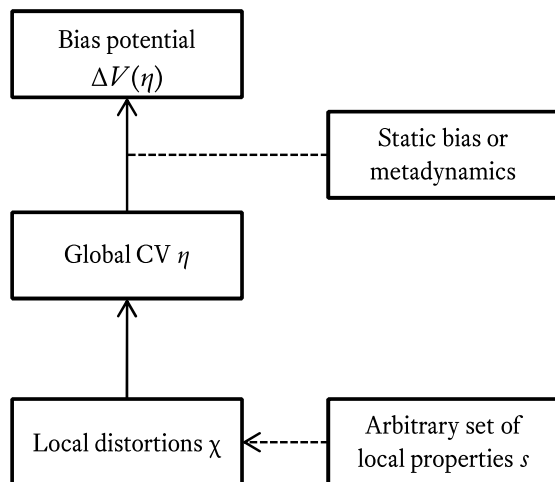 Bias potential
ΔV(η)
Static bias or
metadynamics
Global CV η
Local distortions χ
Arbitrary set of
local properties s